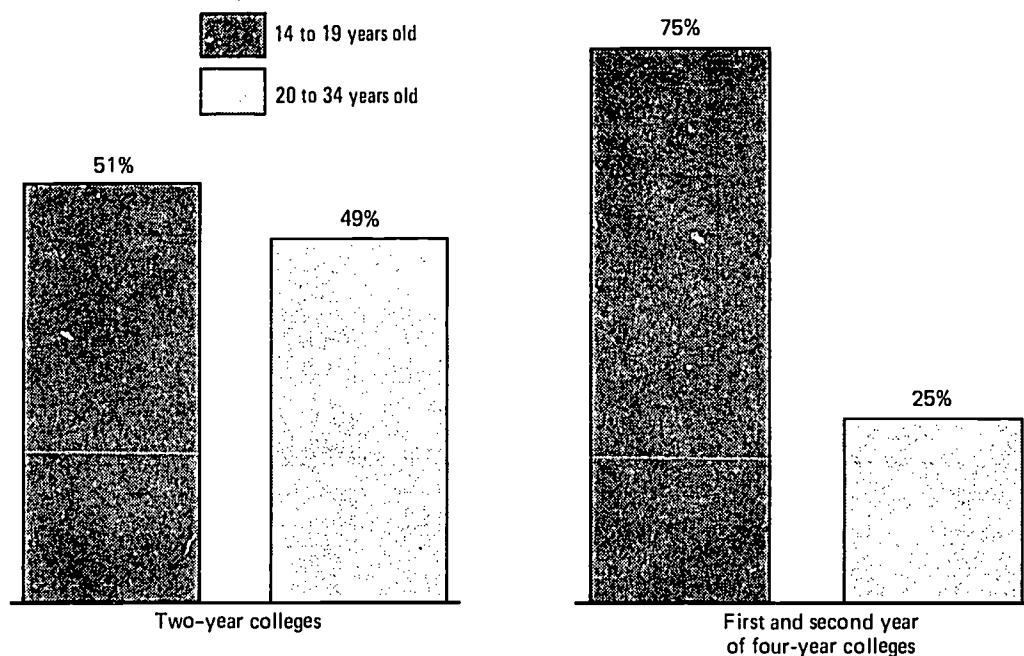 14 to 19 years old
20 to 34 years old
51%
49%
Two-year colleges
75%
25%
First and second year
of four-year colleges